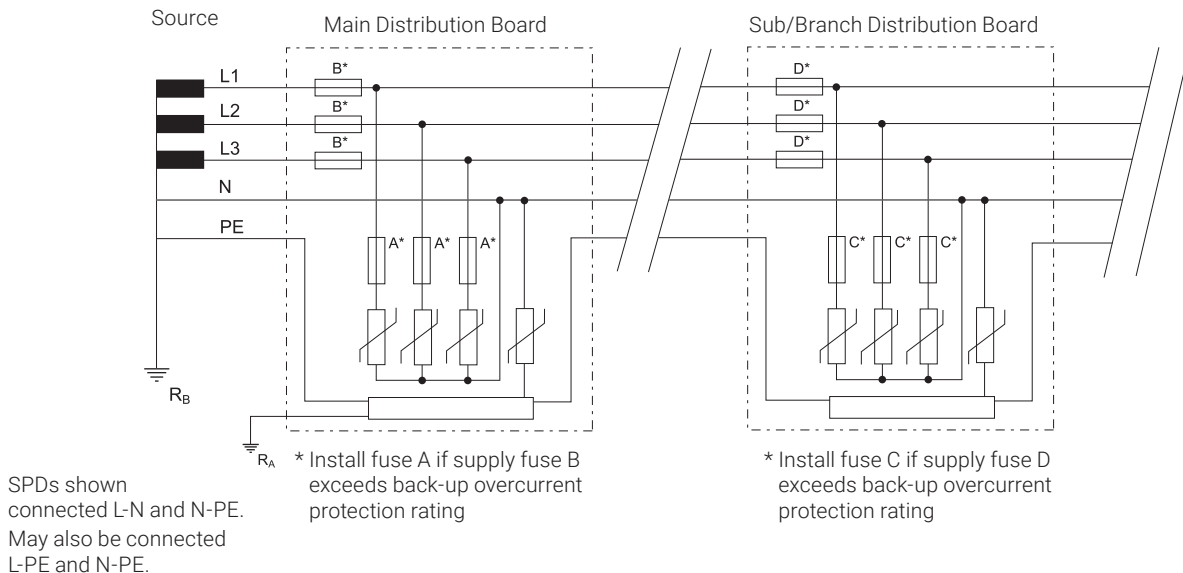 Source
Main Distribution Board
Sub/Branch Distribution Board
L1
B*
D*
L2
B*
D*
L3
B*
D*
N
PE
A*
A*
A*
C*
C*
C*
RB
RA
* Install fuse A if supply fuse B
exceeds back-up overcurrent
protection rating
* Install fuse C if supply fuse D
exceeds back-up overcurrent
protection rating
SPDs shown
connected L-N and N-PE.
May also be connected
L-PE and N-PE.